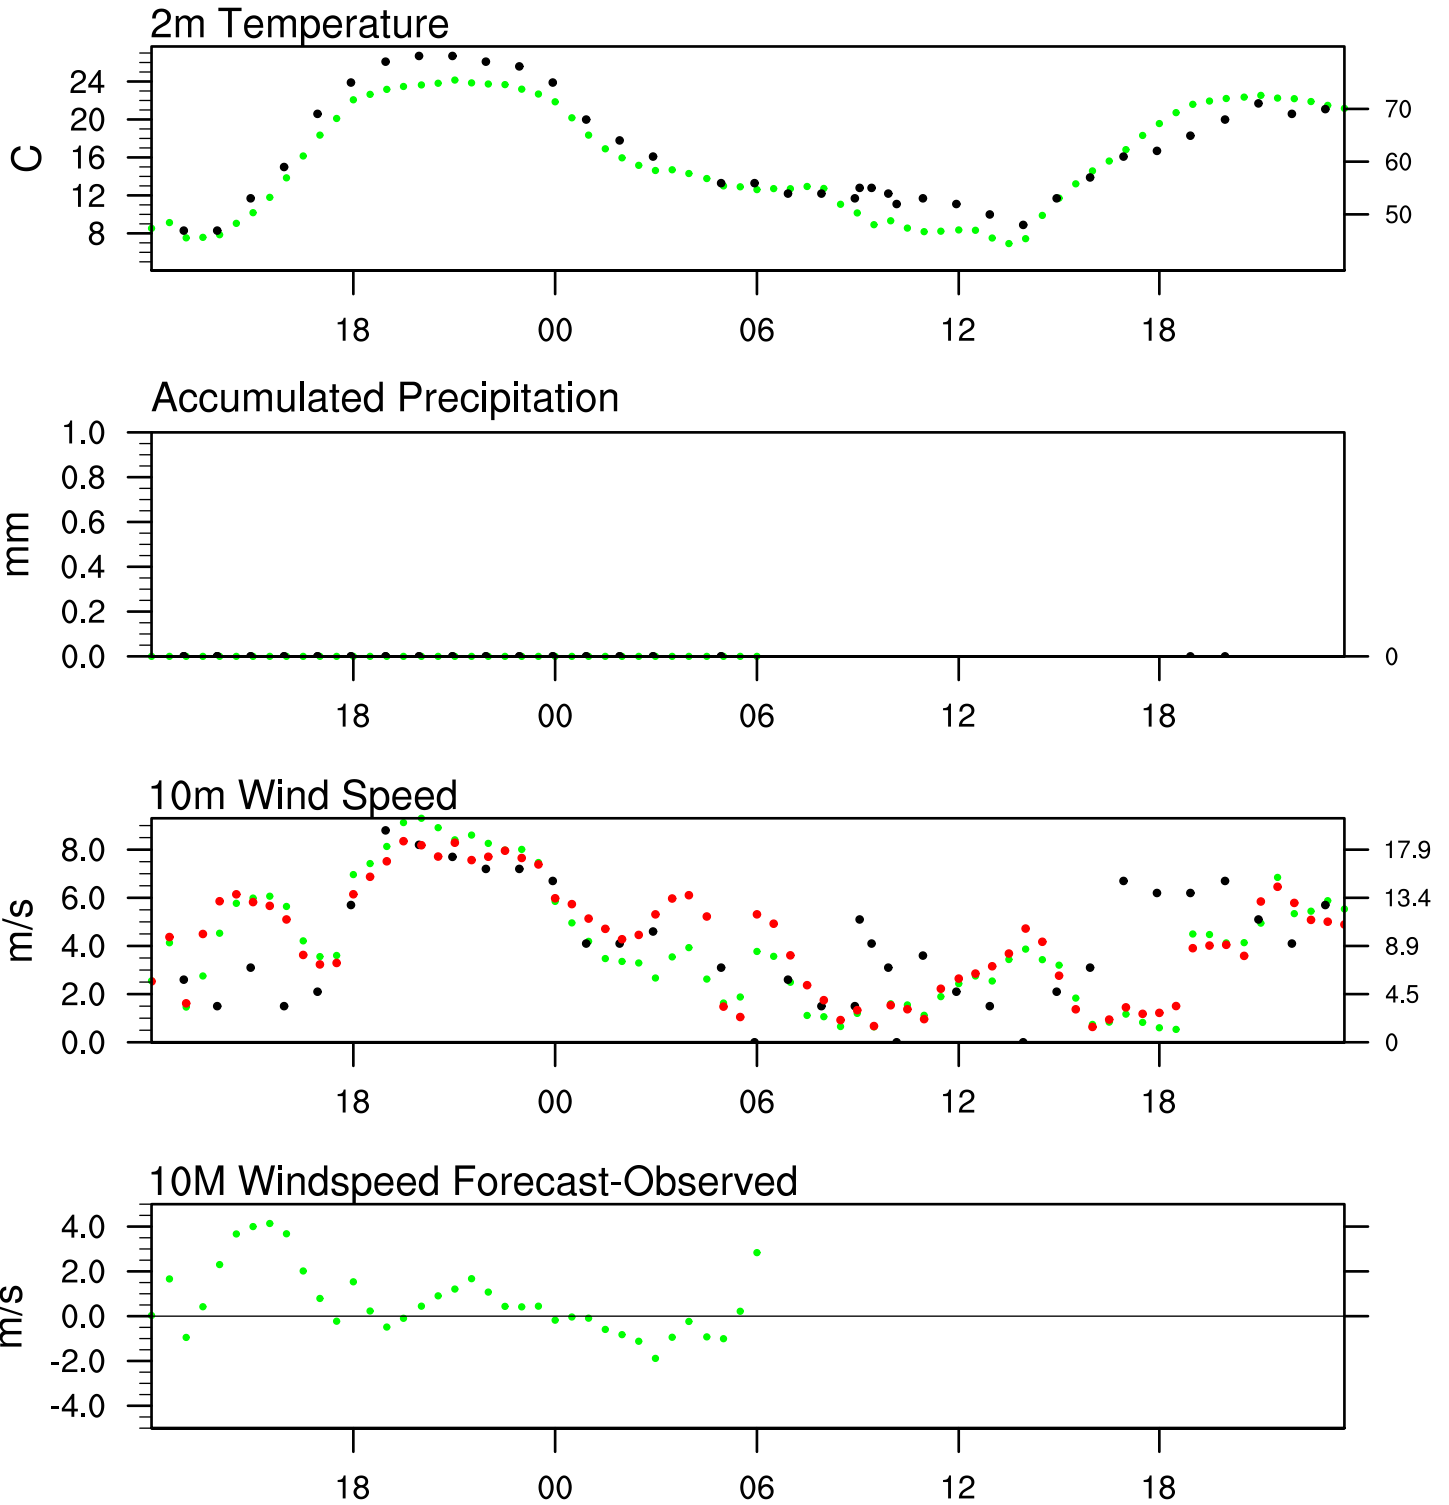 2m Temperature
24
20
16
12
8
C
70
60
50
18 00 06 12 18
Accumulated Precipitation
1.0
0.8
0.6
0.4
0.2
0.0
mm
0
18 00 06 12 18
10m Wind Speed
8.0
6.0
4.0
2.0
0.0
m/s
17.9
13.4
8.9
4.5
0
18 00 06 12 18
10M Windspeed Forecast-Observed
4.0
2.0
0.0
-2.0
-4.0
m/s
18 00 06 12 18